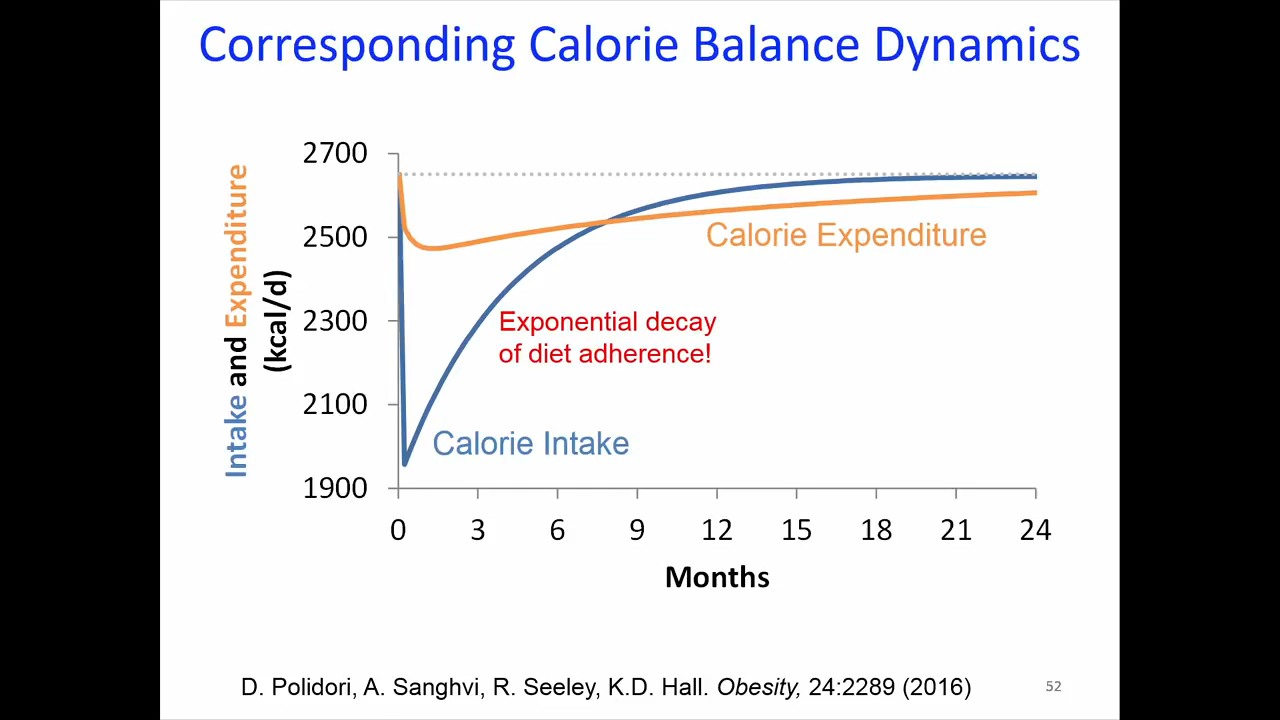 Corresponding Calorie Balance Dynamics
Intake and Expenditure
(kcal/d)
2700
2500
2300
2100
1900
Calorie Expenditure
Exponential decay
of diet adherence!
Calorie Intake
0 3 6 9 12 15 18 21 24
Months
D. Polidori, A. Sanghvi, R. Seeley, K.D. Hall. Obesity, 24:2289 (2016)
52